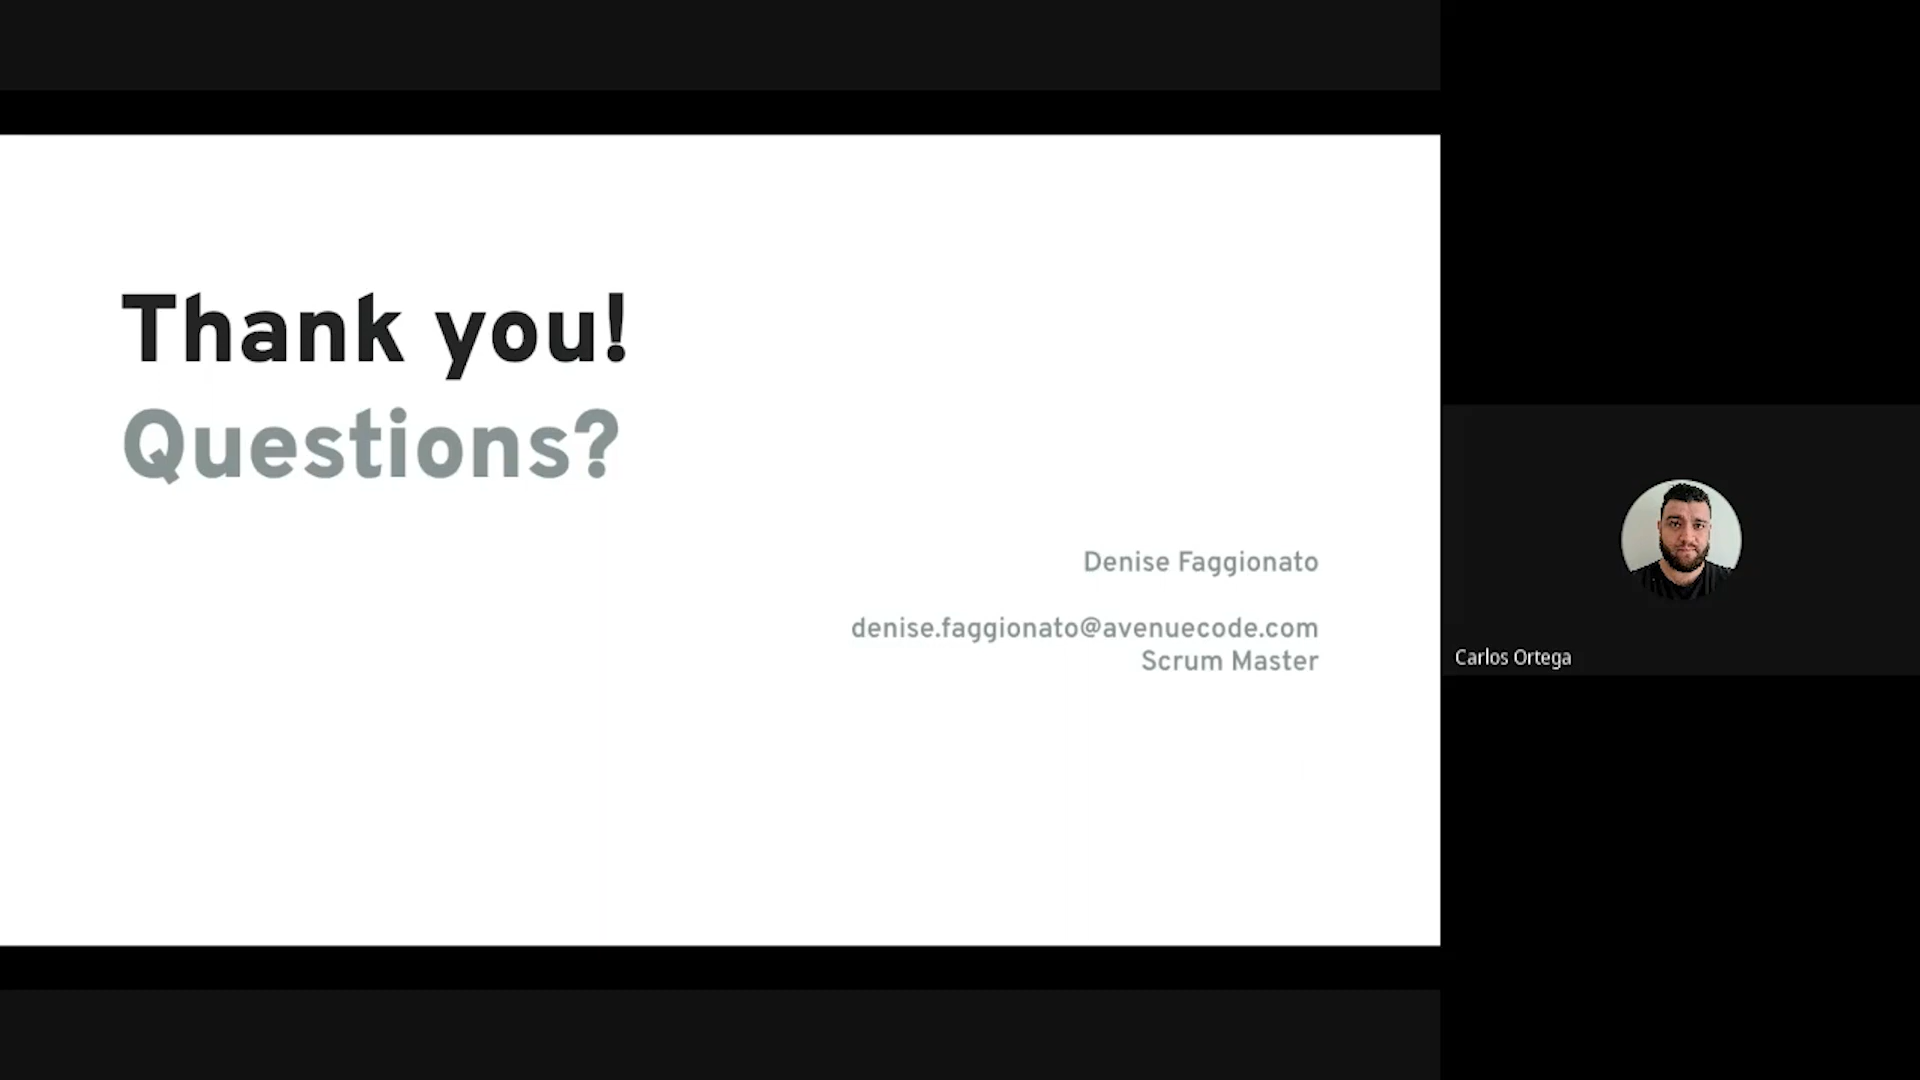 Thank you!
Questions?
Denise Faggionato
denise.faggionato@avenuecode.com
Scrum Master
Carlos Ortega